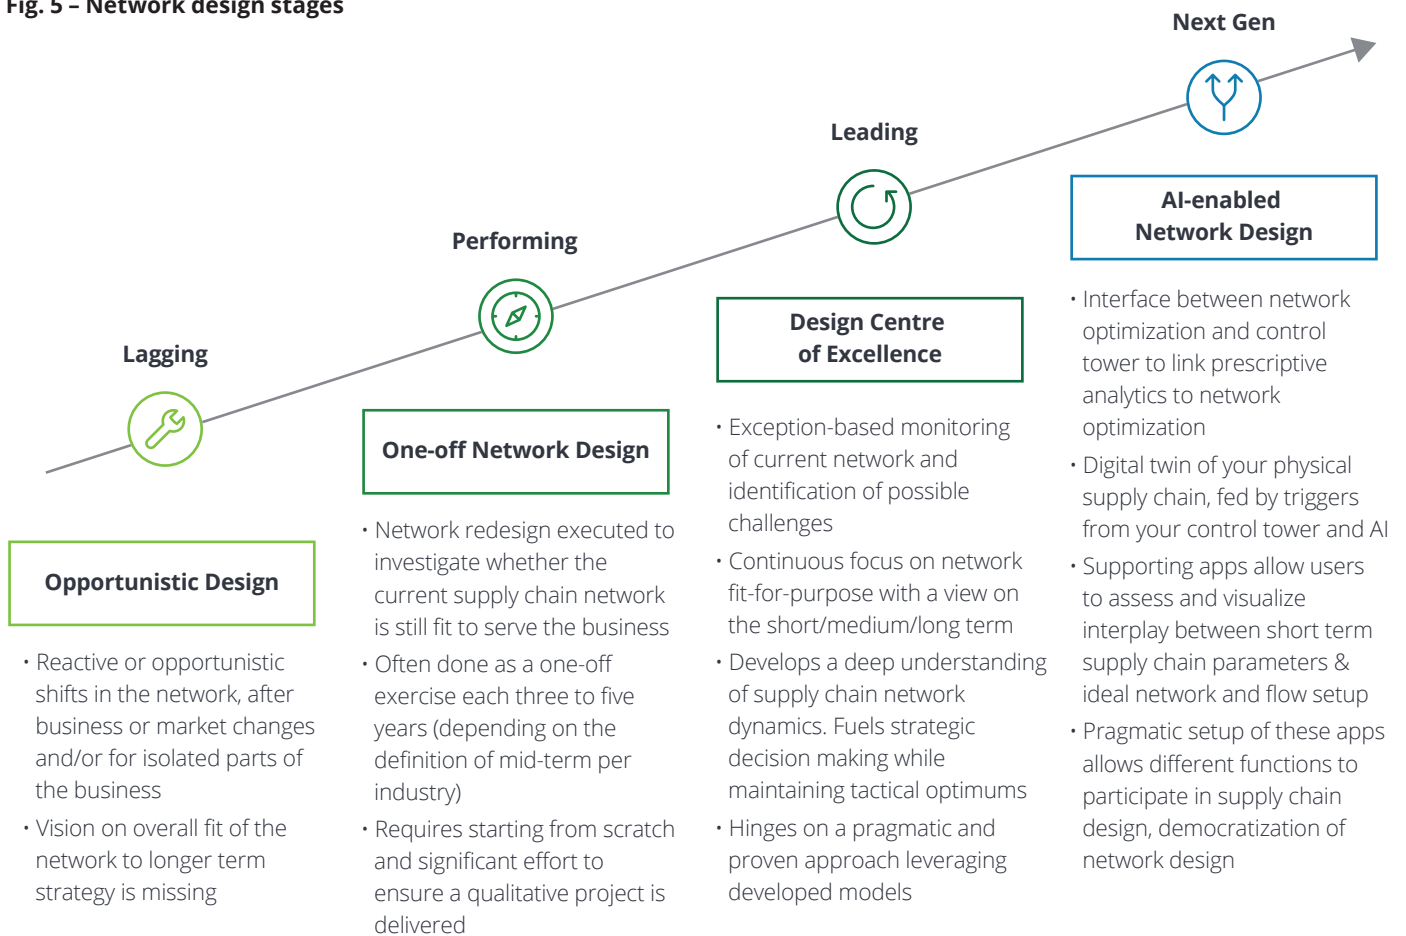 Fig. 5 – Network design stages
Lagging
Opportunistic Design
• Reactive or opportunistic
shifts in the network, after
business or market changes
and/or for isolated parts of
the business
• Vision on overall fit of the
network to longer term
strategy is missing
Performing
One-off Network Design
• Network redesign executed to
investigate whether the
current supply chain network
is still fit to serve the business
• Often done as a one-off
exercise each three to five
years (depending on the
definition of mid-term per
industry)
• Requires starting from scratch
and significant effort to
ensure a qualitative project is
delivered
Leading
Design Centre
of Excellence
• Exception-based monitoring
of current network and
identification of possible
challenges
• Continuous focus on network
fit-for-purpose with a view on
the short/medium/long term
• Develops a deep understanding
of supply chain network
dynamics. Fuels strategic
decision making while
maintaining tactical optimums
• Hinges on a pragmatic and
proven approach leveraging
developed models
Next Gen
AI-enabled
Network Design
• Interface between network
optimization and control
tower to link prescriptive
analytics to network
optimization
• Digital twin of your physical
supply chain, fed by triggers
from your control tower and AI
• Supporting apps allow users
to assess and visualize
interplay between short term
supply chain parameters &
ideal network and flow setup
• Pragmatic setup of these apps
allows different functions to
participate in supply chain
design, democratization of
network design